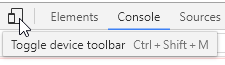 Elements Console Sources
Toggle device toolbar Ctrl + Shift + M